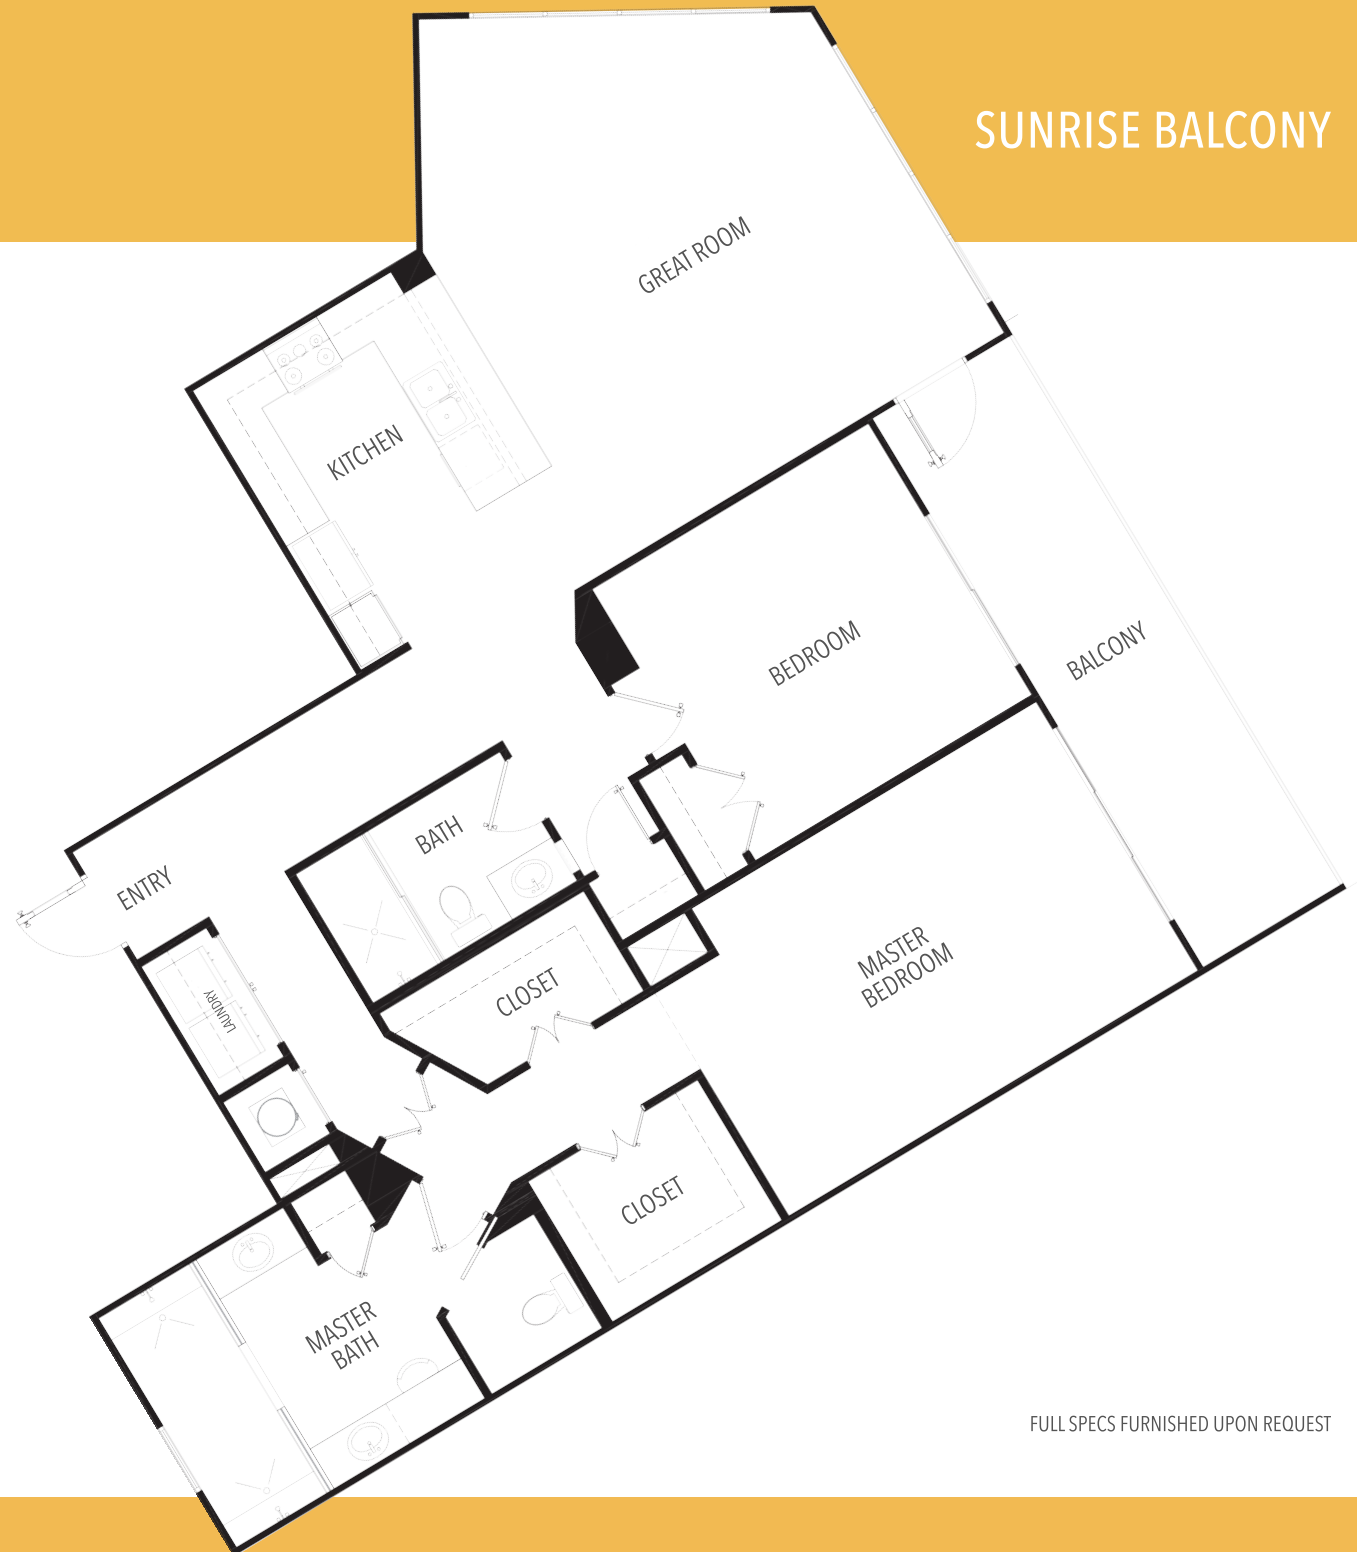 SUNRISE BALCONY
GREAT ROOM
KITCHEN
BEDROOM
BALCONY
BATH
ENTRY
MASTER
BEDROOM
CLOSET
LAUNDRY
CLOSET
MASTER
BATH
FULL SPECS FURNISHED UPON REQUEST